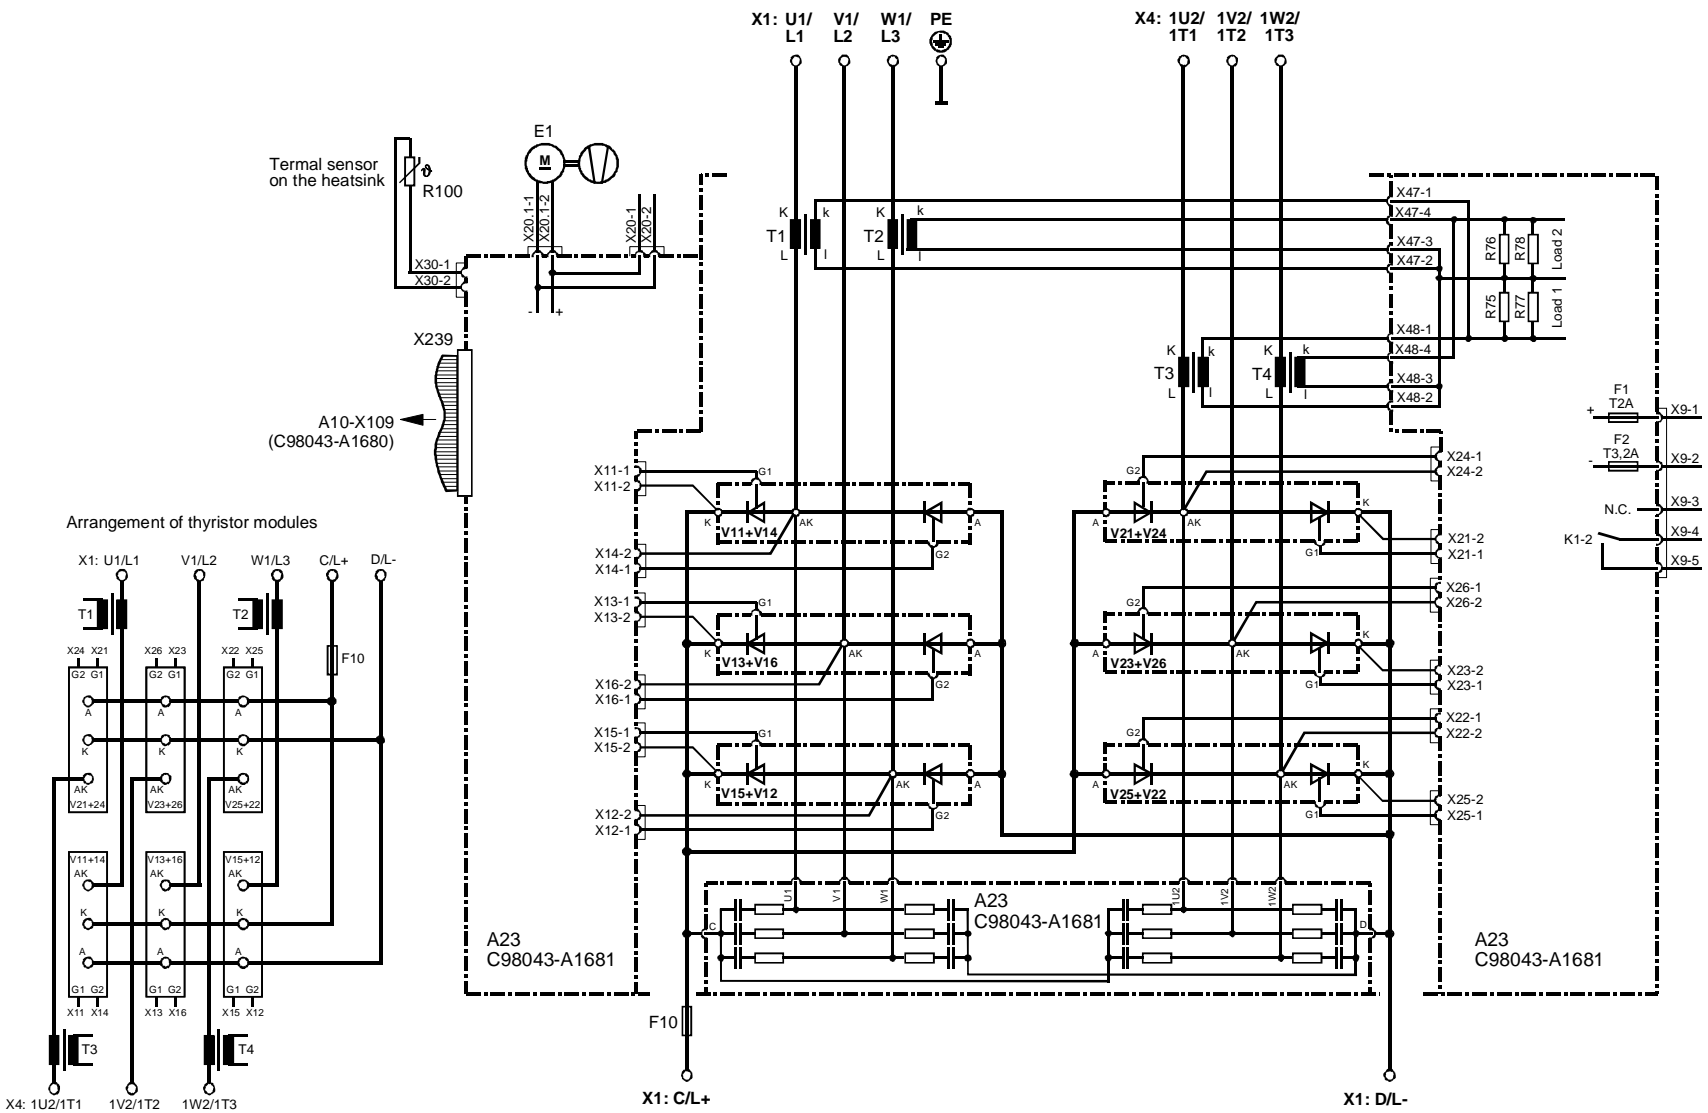 X1: U1/ V1/ W1/ PE
L1 L2 L3
X4: 1U2/ 1V2/ 1W2/
1T1 1T2 1T3
E1
M
Termal sensor
on the heatsink
ϑ
R100
X20.1-1
X20.1-2
X20-1
X20-2
X30-1
X30-2
- +
K k
T1
L l
K k
T2
L l
X47-1
X47-4
X47-3
X47-2
R76
R78
Load 2
R75
R77
Load 1
X48-1
X48-4
X48-3
X48-2
K k
T3
L l
K k
T4
L l
X239
A10-X109
(C98043-A1680)
F1
+ T2A X9-1
F2
- T3,2A X9-2
N.C. X9-3
K1-2 X9-4
X9-5
X11-1 G1
X11-2
K AK A
V11+V14
X14-2 G2
X14-1
X13-1 G1
X13-2
K AK A
V13+V16
X16-2 G2
X16-1
X15-1 G1
X15-2
K AK A
V15+V12
X12-2 G2
X12-1
G2 X24-1
X24-2
A AK K
V21+V24
X21-2
G1 X21-1
G2 X26-1
X26-2
A AK K
V23+V26
X23-2
G1 X23-1
G2 X22-1
X22-2
A AK K
V25+V22
X25-2
G1 X25-1
Arrangement of thyristor modules
X1: U1/L1 V1/L2 W1/L3 C/L+ D/L-
T1 T2
F10
X24 X21 X26 X23 X22 X25
G2 G1 G2 G1 G2 G1
A A A
K K K
AK AK AK
V21+24 V23+26 V25+22
V11+14 V13+16 V15+12
AK AK AK
K K K
A A A
G1 G2 G1 G2 G1 G2
X11 X14 X13 X16 X15 X12
T3 T4
X4: 1U2/1T1 1V2/1T2 1W2/1T3
A23
C98043-A1681
U1
V1
W1
A23
C98043-A1681
1U2
1V2
1W2
C
D
A23
C98043-A1681
F10
X1: C/L+
X1: D/L-